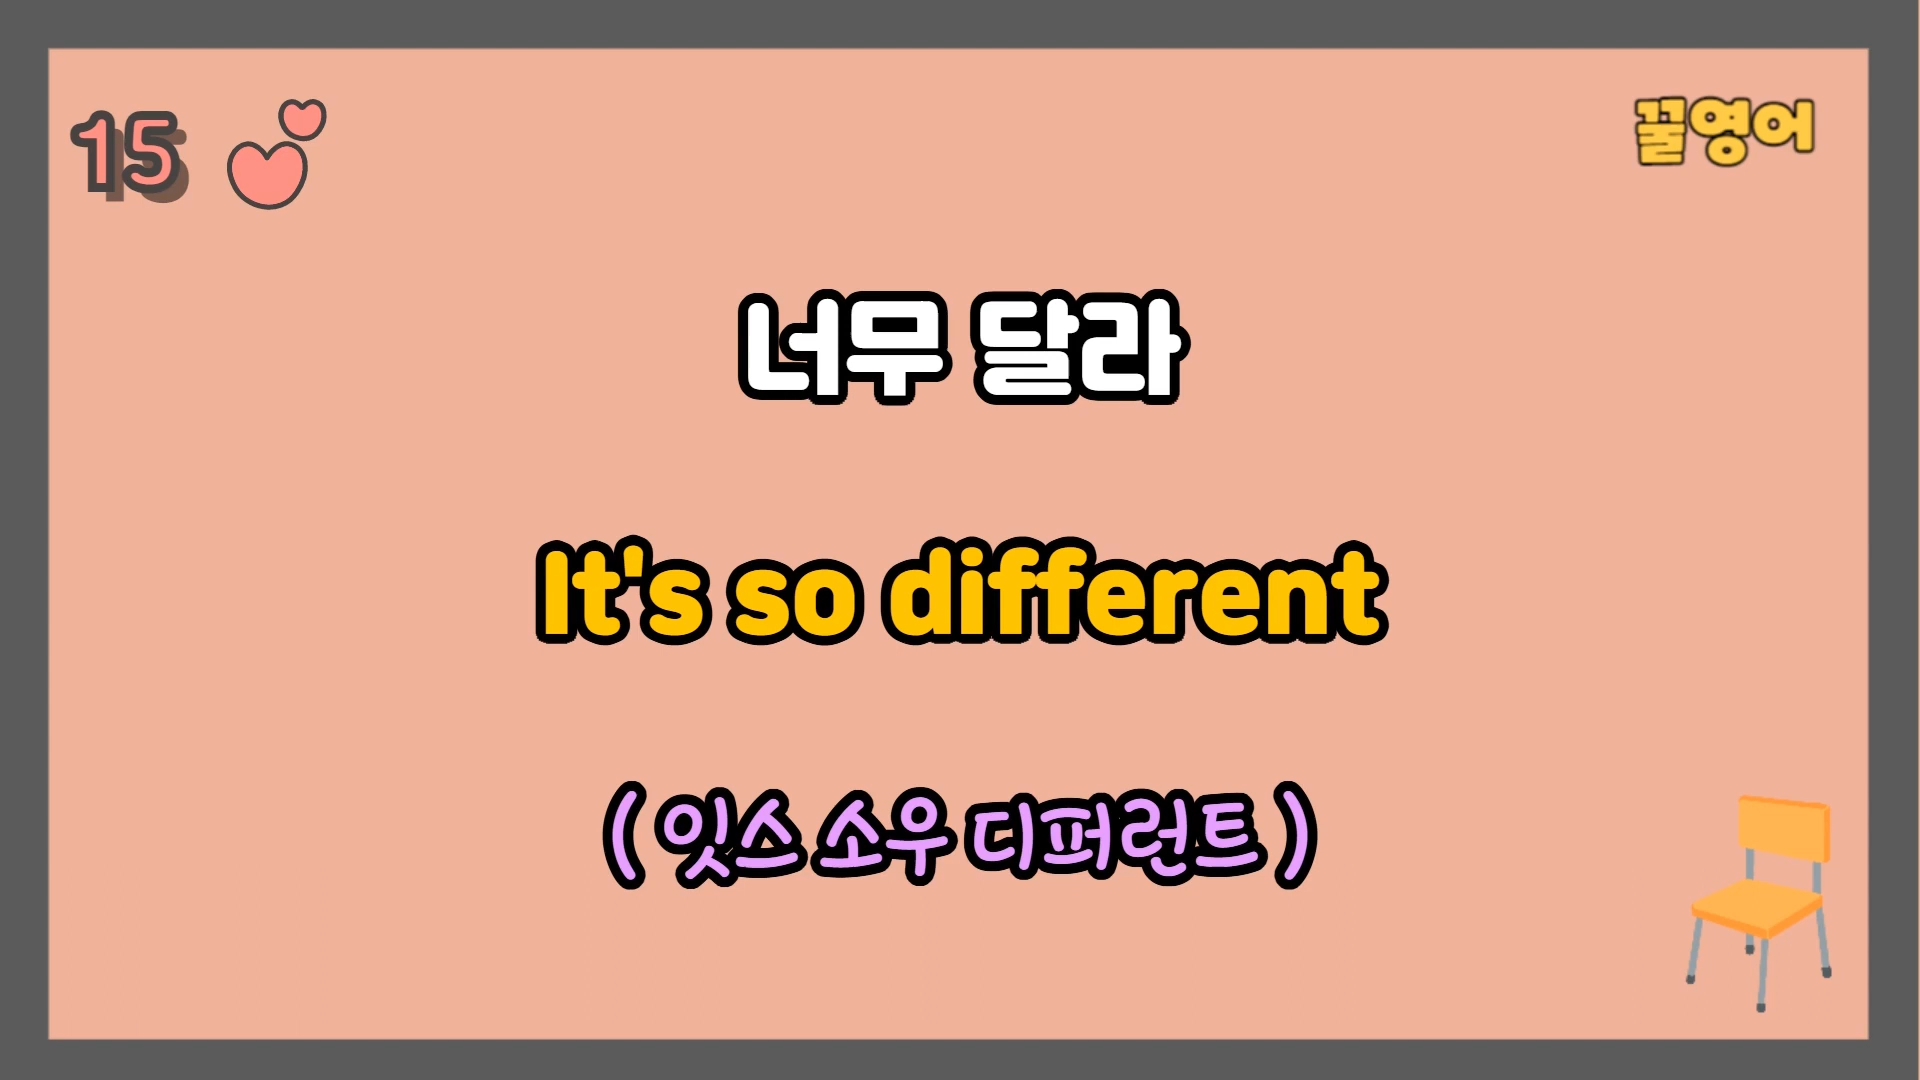 15
꿀영어
너무 달라
It's so different
( 잇스 소우 디퍼런트 )